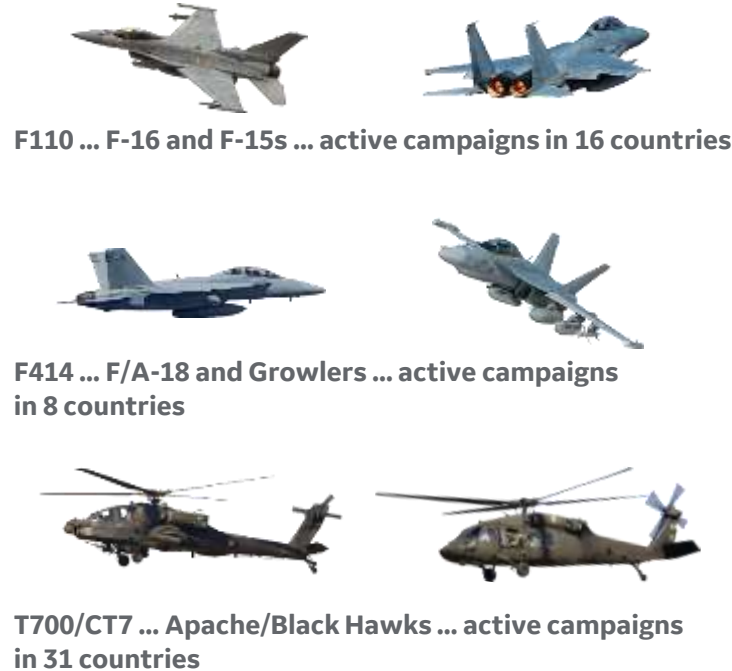 F110 ... F-16 and F-15s ... active campaigns in 16 countries
F414 ... F/A-18 and Growlers ... active campaigns
in 8 countries
T700/CT7 ... Apache/Black Hawks ... active campaigns
in 31 countries